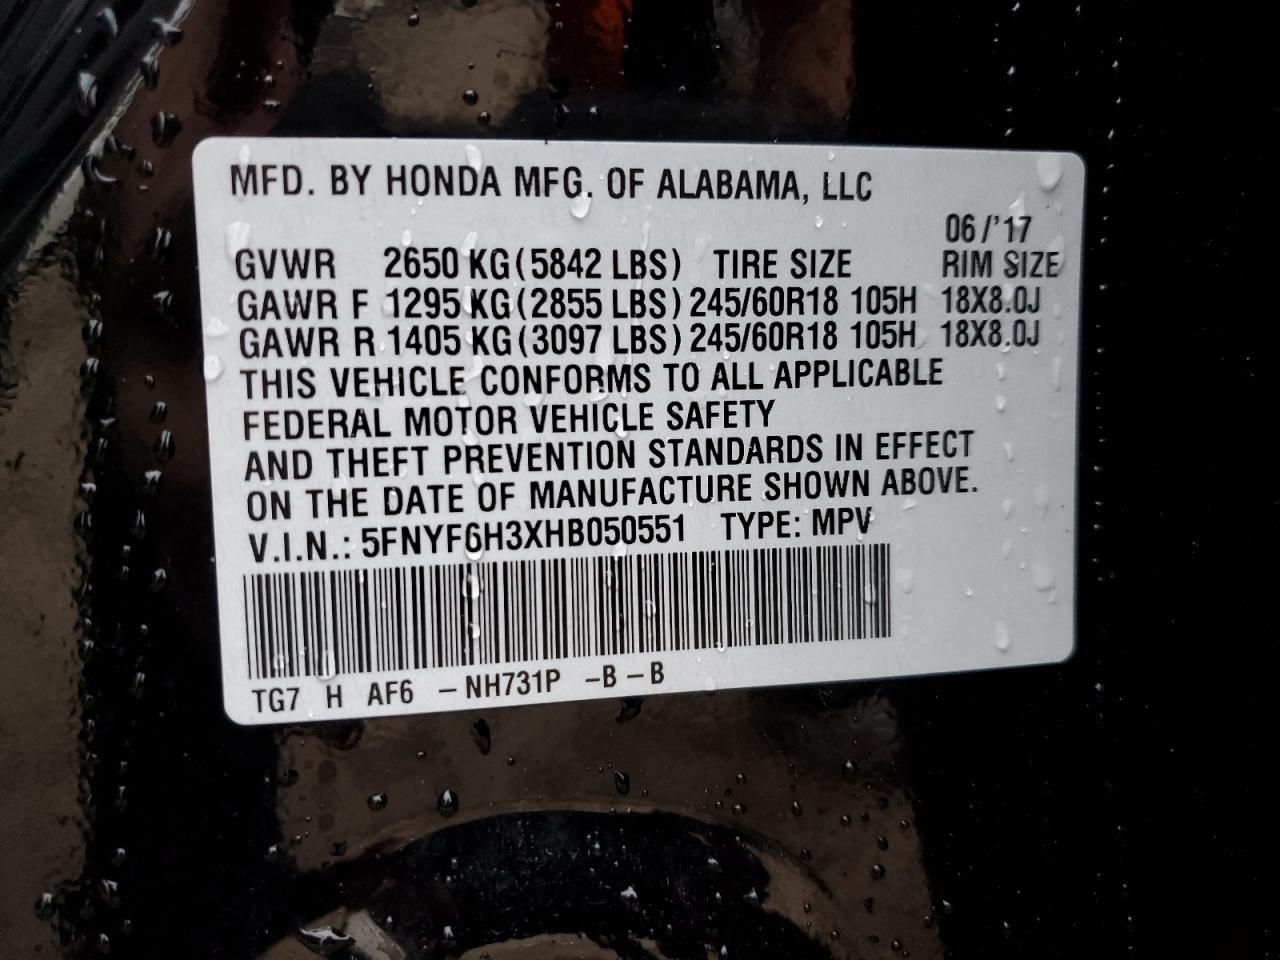 MFD. BY HONDA MFG. OF ALABAMA, LLC
06/'17
GVWR 2650 KG (5842 LBS) TIRE SIZE RIM SIZE
GAWR F 1295 KG (2855 LBS) 245/60R18 105H 18X8.0J
GAWR R 1405 KG (3097 LBS) 245/60R18 105H 18X8.0J
THIS VEHICLE CONFORMS TO ALL APPLICABLE
FEDERAL MOTOR VEHICLE SAFETY
AND THEFT PREVENTION STANDARDS IN EFFECT
ON THE DATE OF MANUFACTURE SHOWN ABOVE.
V.I.N.: 5FNYF6H3XHB050551 TYPE: MPV
TG7 H AF6 - NH731P - B - B